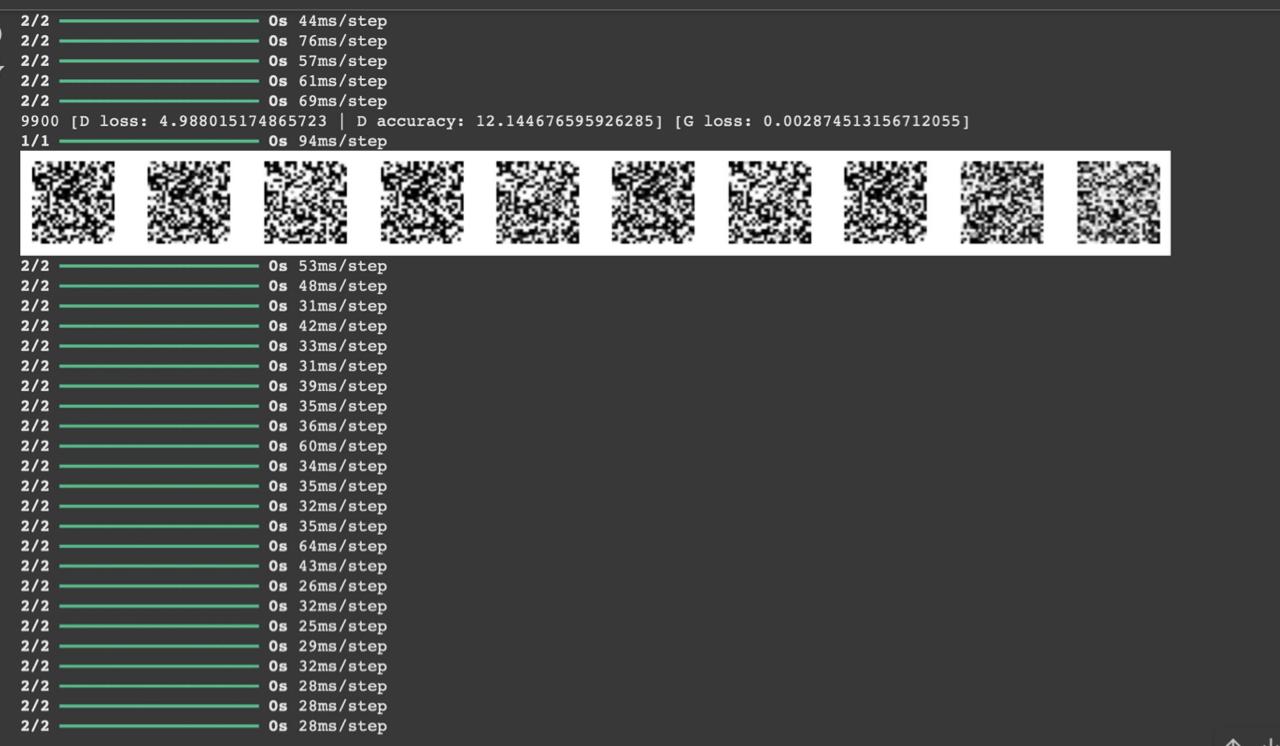 2/2 0s 44ms/step
2/2 0s 76ms/step
2/2 0s 57ms/step
2/2 0s 61ms/step
2/2 0s 69ms/step
9900 [D loss: 4.988015174865723 | D accuracy: 12.144676595926285] [G loss: 0.002874513156712055]
1/1 0s 94ms/step
2/2 0s 53ms/step
2/2 0s 48ms/step
2/2 0s 31ms/step
2/2 0s 42ms/step
2/2 0s 33ms/step
2/2 0s 31ms/step
2/2 0s 39ms/step
2/2 0s 35ms/step
2/2 0s 36ms/step
2/2 0s 60ms/step
2/2 0s 34ms/step
2/2 0s 35ms/step
2/2 0s 32ms/step
2/2 0s 35ms/step
2/2 0s 64ms/step
2/2 0s 43ms/step
2/2 0s 26ms/step
2/2 0s 32ms/step
2/2 0s 25ms/step
2/2 0s 29ms/step
2/2 0s 32ms/step
2/2 0s 28ms/step
2/2 0s 28ms/step
2/2 0s 28ms/step